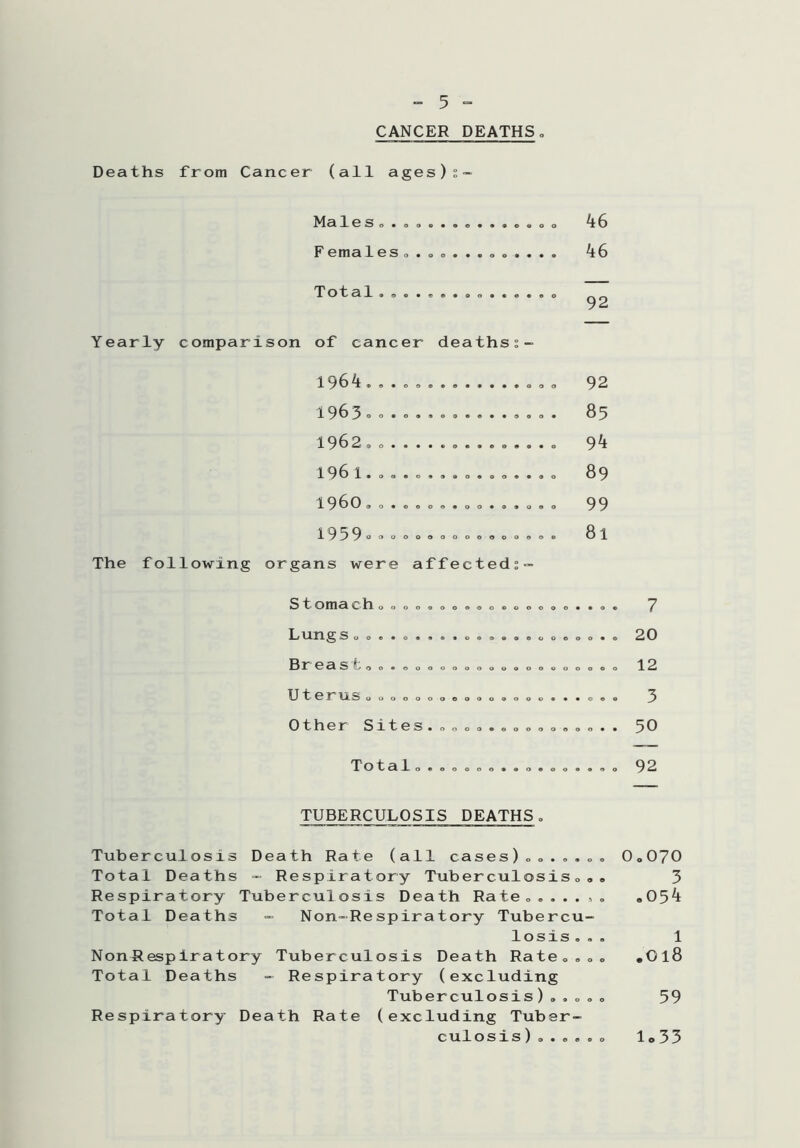 - 5 -
CANCER DEATHS.
Deaths from Cancer (all ages):-
Males............... 46
Females............. 46
Total............... 92
Yearly comparison of cancer deaths:-
1964................ 92
1963................ 85
1962................ 94
1961................ 89
1960................ 99
1959................ 81
The following organs were affected:-
Stomach.................... 7
Lungs...................... 20
Breast..................... 12
Uterus..................... 3
Other Sites................ 50
Total................. 92
TUBERCULOSIS DEATHS.
Tuberculosis Death Rate (all cases)....... 0.070
Total Deaths - Respiratory Tuberculosis... 3
Respiratory Tuberculosis Death Rate....... .054
Total Deaths - Non-Respiratory Tubercu-
losis... 1
Non-Respiratory Tuberculosis Death Rate.... .018
Total Deaths - Respiratory (excluding
Tuberculosis)..... 59
Respiratory Death Rate (excluding Tuber-
culosis)...... 1.33